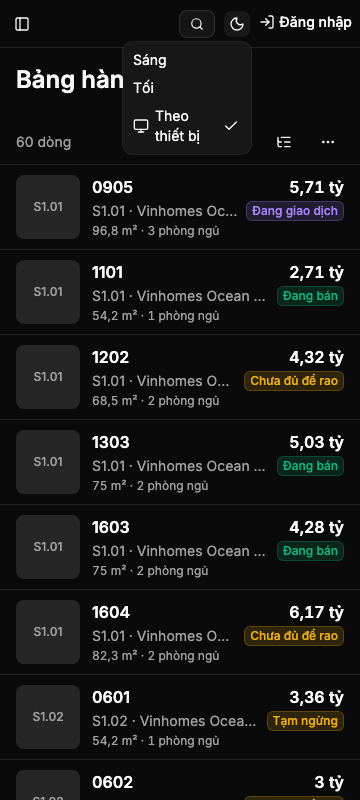 Đăng nhập
Bảng hàn
Sáng
Tối
Theo
thiết bị
60 dòng
S1.01
0905
5,71 tỷ
S1.01 · Vinhomes Oc...
Đang giao dịch
96,8 m² · 3 phòng ngủ
S1.01
1101
2,71 tỷ
S1.01 · Vinhomes Ocean ...
Đang bán
54,2 m² · 1 phòng ngủ
S1.01
1202
4,32 tỷ
S1.01 · Vinhomes O...
Chưa đủ để rao
68,5 m² · 2 phòng ngủ
S1.01
1303
5,03 tỷ
S1.01 · Vinhomes Ocean ...
Đang bán
75 m² · 2 phòng ngủ
S1.01
1603
4,28 tỷ
S1.01 · Vinhomes Ocean ...
Đang bán
75 m² · 2 phòng ngủ
S1.01
1604
6,17 tỷ
S1.01 · Vinhomes O...
Chưa đủ để rao
82,3 m² · 2 phòng ngủ
S1.02
0601
3,36 tỷ
S1.02 · Vinhomes Ocea...
Tạm ngừng
54,2 m² · 1 phòng ngủ
0602
3 tỷ